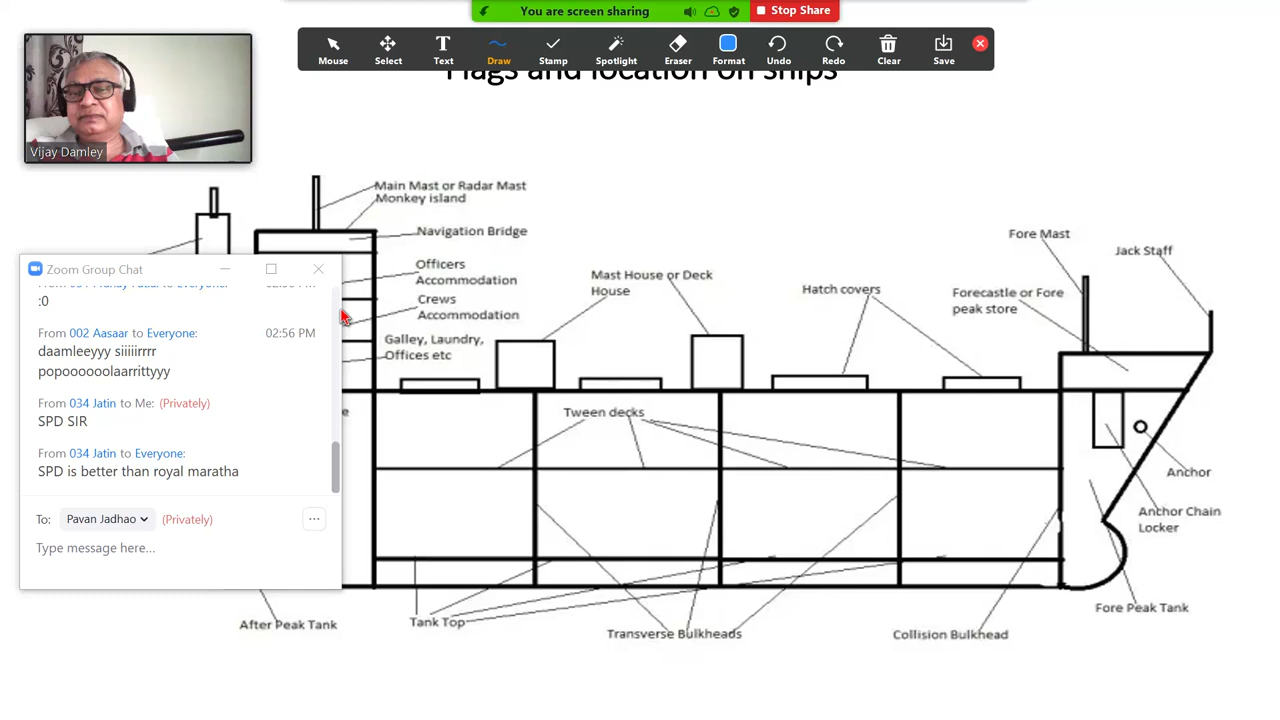 You are screen sharing
Stop Share
Mouse
Select
Text
Draw
Stamp
Spotlight
Eraser
Format
Undo
Redo
Clear
Save
Flags and location on ships
Vijay Damley
Main Mast or Radar Mast
Monkey island
Navigation Bridge
Officers
Accommodation
Crews
Accommodation
Galley, Laundry,
Offices etc
Mast House or Deck
House
Hatch covers
Fore Mast
Jack Staff
Forecastle or Fore
peak store
Tween decks
Anchor
Anchor Chain
Locker
Fore Peak Tank
Collision Bulkhead
Transverse Bulkheads
Tank Top
After Peak Tank
Zoom Group Chat
:0
From 002 Aasaar to Everyone: 02:56 PM
daamleeyyy siiiiirrrr
popoooooolaarrittyyy
From 034 Jatin to Me: (Privately)
SPD SIR
From 034 Jatin to Everyone:
SPD is better than royal maratha
To: Pavan Jadhao (Privately)
Type message here...